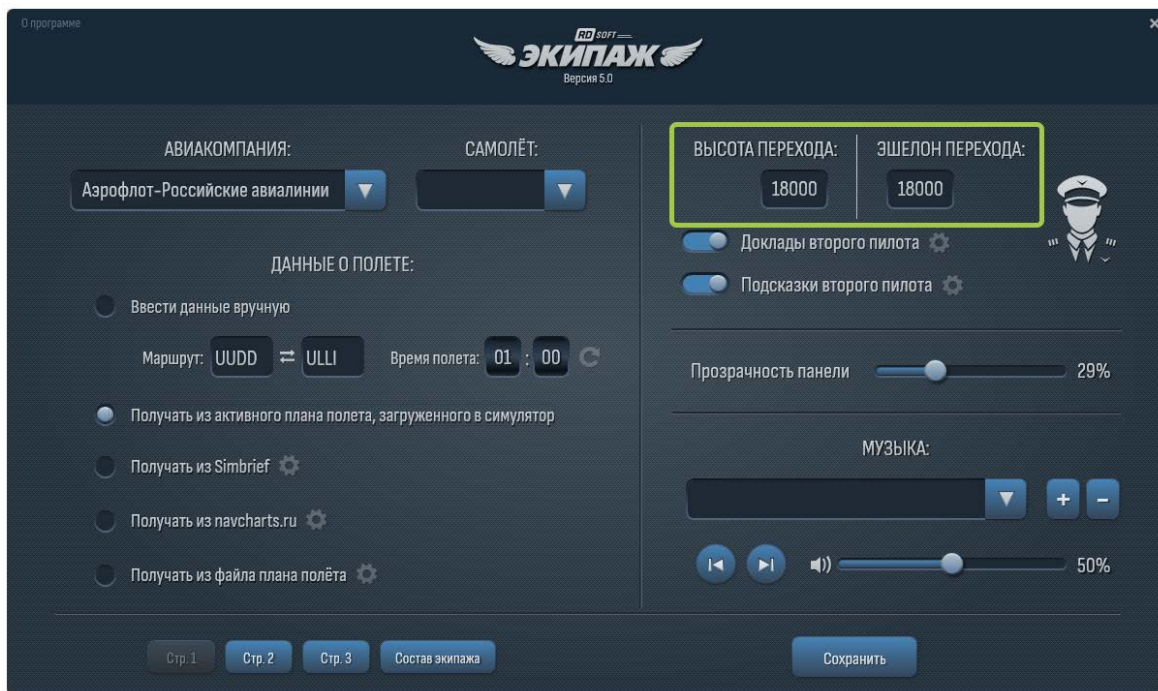 О программе
RD SOFT
ЭКИПАЖ
Версия 5.0
АВИАКОМПАНИЯ:
САМОЛЁТ:
Аэрофлот-Российские авиалинии
ДАННЫЕ О ПОЛЕТЕ:
Ввести данные вручную
Маршрут: UUDD ⇄ ULLI Время полета: 01 : 00
Получать из активного плана полета, загруженного в симулятор
Получать из Simbrief
Получать из navcharts.ru
Получать из файла плана полёта
ВЫСОТА ПЕРЕХОДА:
18000
ЭШЕЛОН ПЕРЕХОДА:
18000
Доклады второго пилота
Подсказки второго пилота
Прозрачность панели 29%
МУЗЫКА:
+ -
50%
Стр. 1 Стр. 2 Стр. 3 Состав экипажа
Сохранить